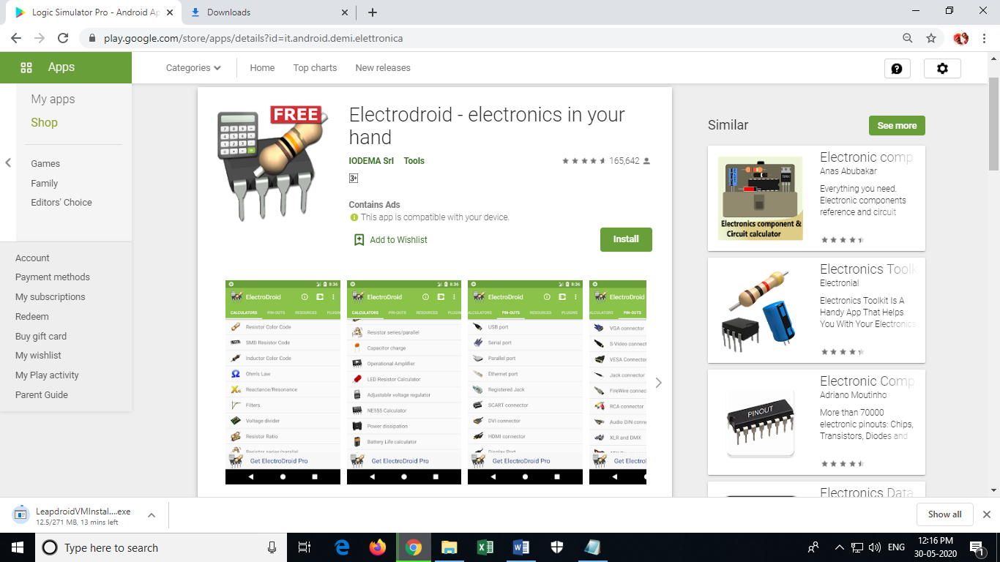 Logic Simulator Pro - Android Ap
Downloads
play.google.com/store/apps/details?id=it.android.demi.elettronica
Apps
Categories
Home
Top charts
New releases
My apps
Shop
Games
Family
Editors' Choice
Account
Payment methods
My subscriptions
Redeem
Buy gift card
My wishlist
My Play activity
Parent Guide
FREE
Electrodroid - electronics in your
hand
IODEMA Srl Tools
165,642
3+
Contains Ads
This app is compatible with your device.
Add to Wishlist
Install
8:36
ElectroDroid
CALCULATORS PIN-OUTS RESOURCES PLUGIN
Resistor Color Code
SMD Resistor Code
Inductor Color Code
Ohm's Law
Reactance/Resonance
Filters
Voltage divider
Resistor Ratio
Resistor series/parallel
Get ElectroDroid Pro
8:36
ElectroDroid
CALCULATORS PIN-OUTS RESOURCES PLUGIN
Resistor series/parallel
Capacitor charge
Operational Amplifier
LED Resistor Calculator
Adjustable voltage regulator
NE555 Calculator
Power dissipation
Battery Life calculator
Get ElectroDroid Pro
8:36
ElectroDroid
CALCULATORS PIN-OUTS RESOURCES PLUGINS
USB port
Serial port
Parallel port
Ethernet port
Registered Jack
SCART connector
DVI connector
HDMI connector
Display Port
Get ElectroDroid Pro
ElectroDroid
ALCULATORS PIN-OUTS
VGA connector
S-Video connect
VESA Connector
Jack connector
FireWire connec
RCA connector
Audio DIN conne
XLR and DMX
Get Electrol
Similar
See more
Electronics component &
Circuit calculator
Electronic comp
Anas Abubakar
Everything you need.
Electronic components
reference and circuit
Electronics Toolk
Electronial
Electronics Toolkit Is A
Handy App That Helps
You With Your Electronics
PINOUT
Electronic Comp
Adriano Moutinho
More than 70000
electronic pinouts: Chips,
Transistors, Diodes and
Electronics Data
LeapdroidVMInstal....exe
12.5/271 MB, 13 mins left
Show all
Type here to search
ENG
12:16 PM
30-05-2020
1